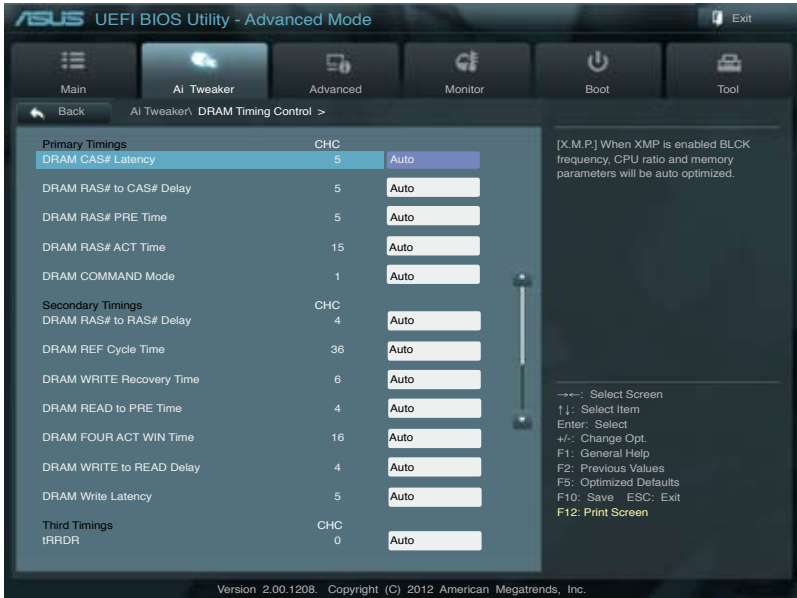 ASUS UEFI BIOS Utility - Advanced Mode
Exit
Main
Ai Tweaker
Advanced
Monitor
Boot
Tool
Back Ai Tweaker\ DRAM Timing Control >
Primary Timings CHC
DRAM CAS# Latency 5 Auto
DRAM RAS# to CAS# Delay 5 Auto
DRAM RAS# PRE Time 5 Auto
DRAM RAS# ACT Time 15 Auto
DRAM COMMAND Mode 1 Auto
Secondary Timings CHC
DRAM RAS# to RAS# Delay 4 Auto
DRAM REF Cycle Time 36 Auto
DRAM WRITE Recovery Time 6 Auto
DRAM READ to PRE Time 4 Auto
DRAM FOUR ACT WIN Time 16 Auto
DRAM WRITE to READ Delay 4 Auto
DRAM Write Latency 5 Auto
Third Timings CHC
tRRDR 0 Auto
[X.M.P.] When XMP is enabled BLCK
frequency, CPU ratio and memory
parameters will be auto optimized.
→←: Select Screen
↑↓: Select Item
Enter: Select
+/-: Change Opt.
F1: General Help
F2: Previous Values
F5: Optimized Defaults
F10: Save ESC: Exit
F12: Print Screen
Version 2.00.1208. Copyright (C) 2012 American Megatrends, Inc.